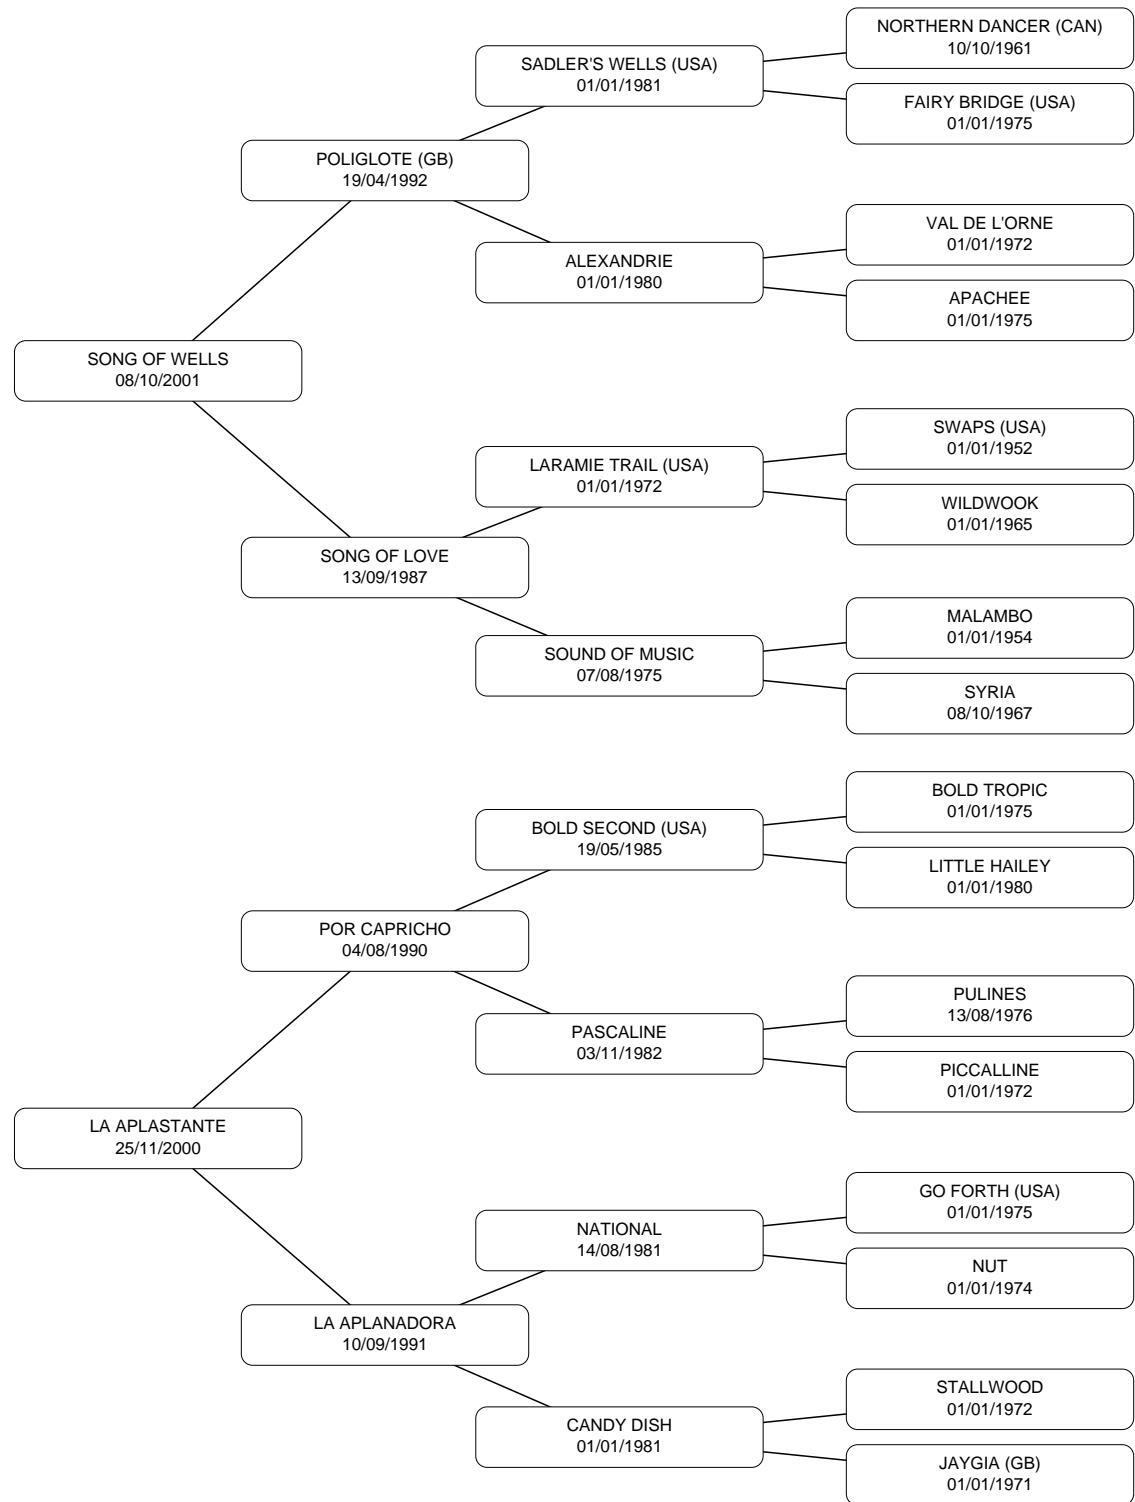 NORTHERN DANCER (CAN)
10/10/1961
SADLER'S WELLS (USA)
01/01/1981
FAIRY BRIDGE (USA)
01/01/1975
POLIGLOTE (GB)
19/04/1992
VAL DE L'ORNE
01/01/1972
ALEXANDRIE
01/01/1980
APACHEE
01/01/1975
SONG OF WELLS
08/10/2001
SWAPS (USA)
01/01/1952
LARAMIE TRAIL (USA)
01/01/1972
WILDWOOK
01/01/1965
SONG OF LOVE
13/09/1987
MALAMBO
01/01/1954
SOUND OF MUSIC
07/08/1975
SYRIA
08/10/1967
BOLD TROPIC
01/01/1975
BOLD SECOND (USA)
19/05/1985
LITTLE HAILEY
01/01/1980
POR CAPRICHO
04/08/1990
PULINES
13/08/1976
PASCALINE
03/11/1982
PICCALLINE
01/01/1972
LA APLASTANTE
25/11/2000
GO FORTH (USA)
01/01/1975
NATIONAL
14/08/1981
NUT
01/01/1974
LA APLANADORA
10/09/1991
STALLWOOD
01/01/1972
CANDY DISH
01/01/1981
JAYGIA (GB)
01/01/1971